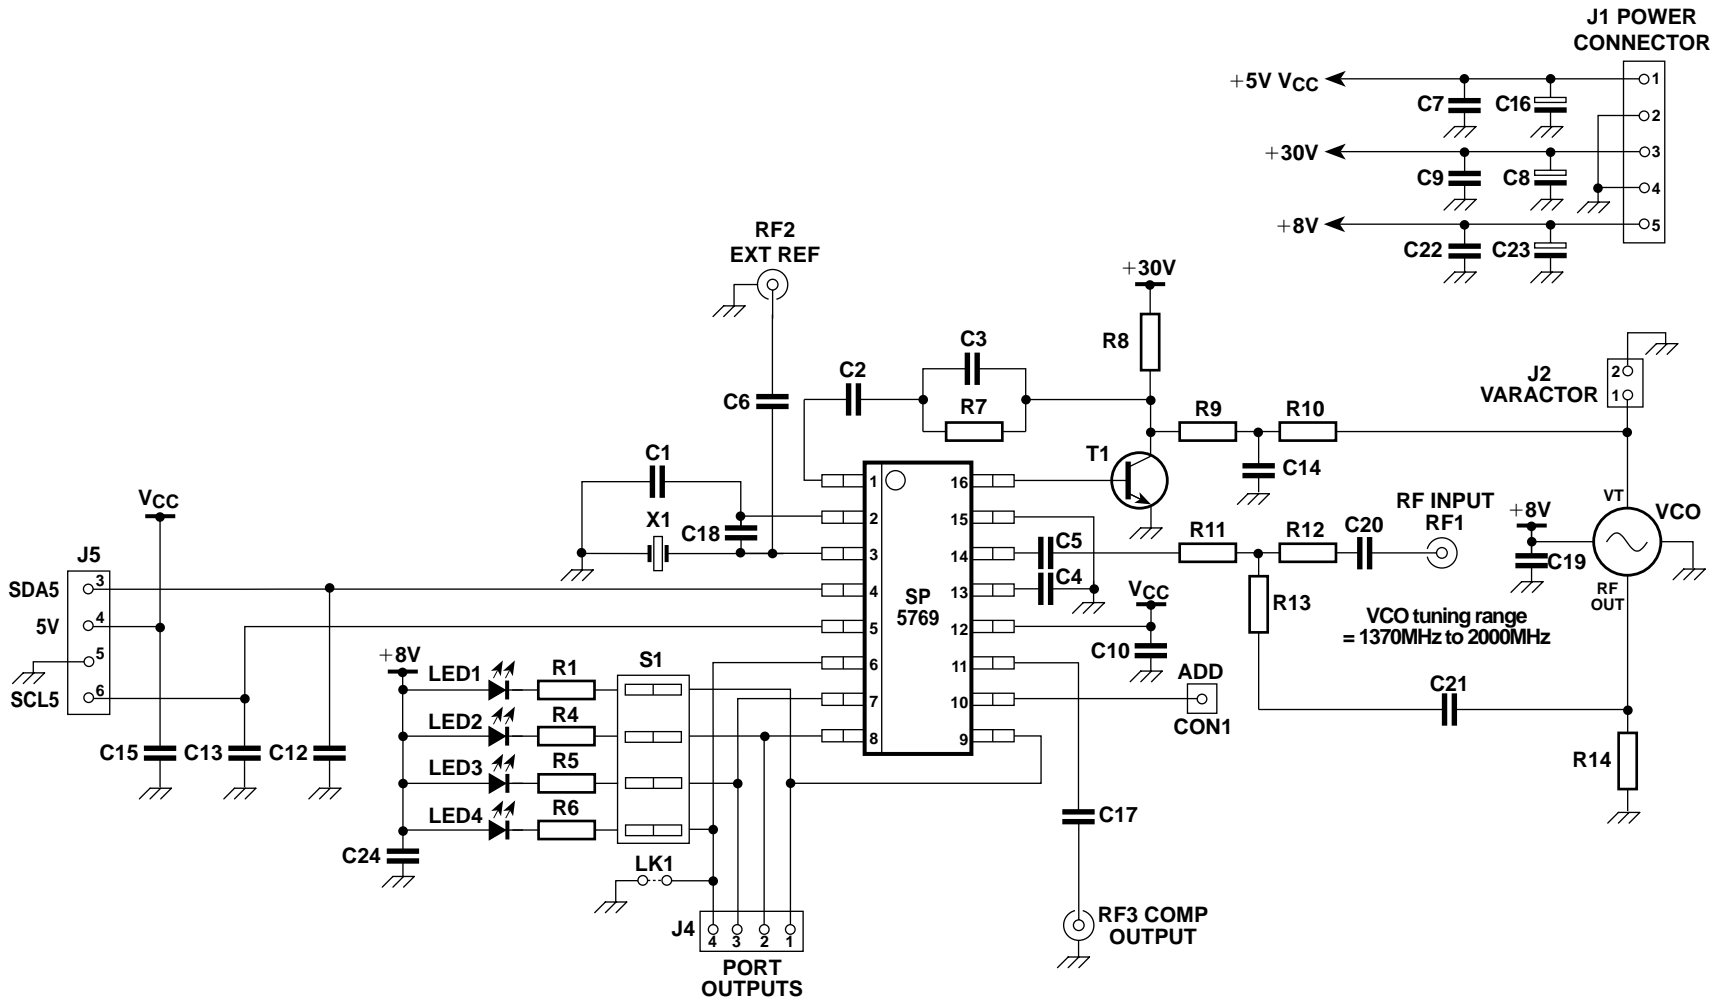 J1 POWER
CONNECTOR
+5V VCC
C7
C16
1
2
+30V
C9
C8
3
4
+8V
C22
C23
5
RF2
EXT REF
C6
+30V
R8
C3
C2
R7
R9
R10
J2
VARACTOR
2
1
T1
C14
C1
X1
C18
VCC
J5
SDA5
3
5V
4
5
SCL5
6
C15
C13
C12
1
2
3
4
5
6
7
8
SP
5769
16
15
14
13
12
11
10
9
C5
C4
R11
R12
C20
RF INPUT
RF1
R13
+8V
C19
VT
VCO
RF
OUT
VCO tuning range
= 1370MHz to 2000MHz
VCC
C10
ADD
CON1
C21
R14
+8V
LED1
R1
S1
LED2
R4
LED3
R5
LED4
R6
C24
LK1
J4
4
3
2
1
PORT
OUTPUTS
C17
RF3 COMP
OUTPUT